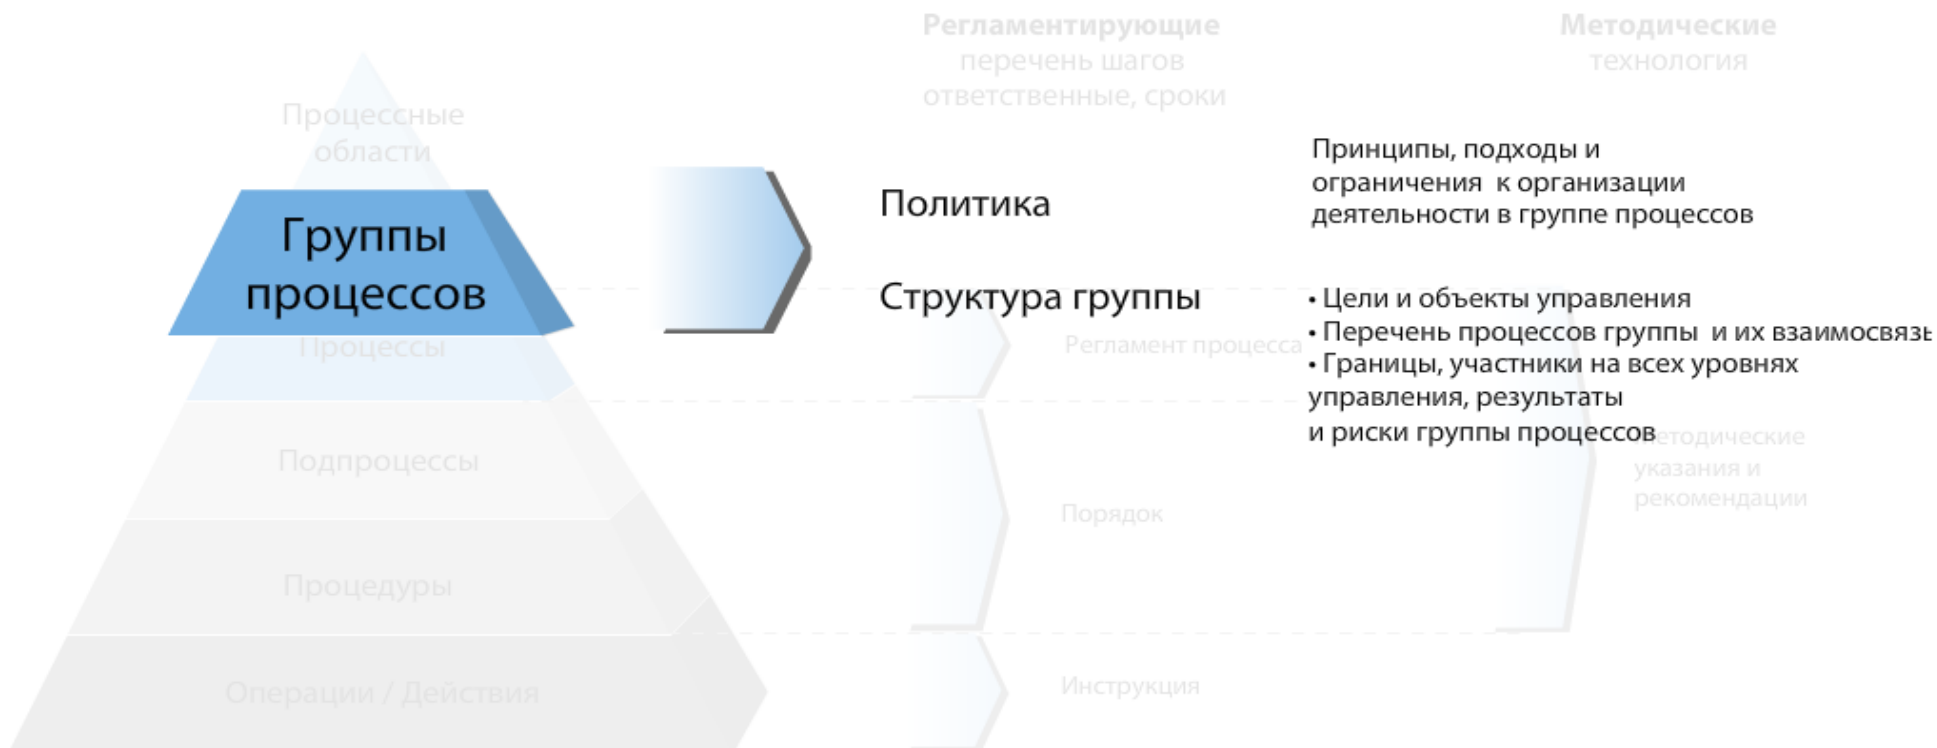 Регламентирующие
перечень шагов
ответственные, сроки
Методические
технология
Процессные
области
Группы
процессов
Процессы
Подпроцессы
Процедуры
Операции / Действия
Политика
Принципы, подходы и
ограничения к организации
деятельности в группе процессов
Структура группы
• Цели и объекты управления
• Перечень процессов группы и их взаимосвязь
• Границы, участники на всех уровнях
управления, результаты
и риски группы процессов
Регламент процесса
Порядок
Инструкция
Методические
указания и
рекомендации